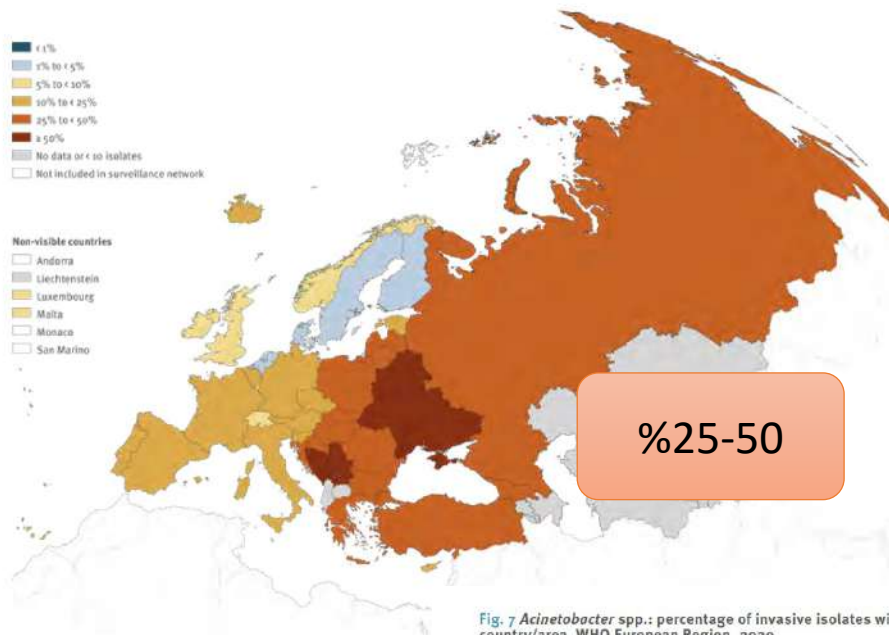 < 1%
1% to < 5%
5% to < 10%
10% to < 25%
25% to < 50%
≥ 50%
No data or < 10 isolates
Not included in surveillance network
Non-visible countries
Andorra
Liechtenstein
Luxembourg
Malta
Monaco
San Marino
%25-50
Fig. 7 Acinetobacter spp.: percentage of invasive isolates wi